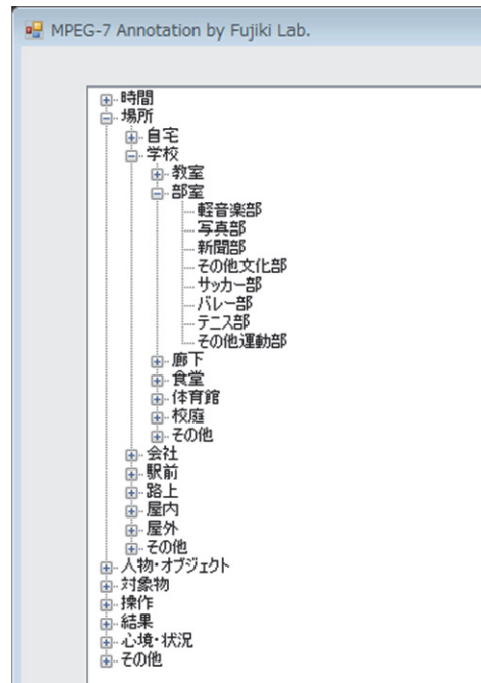 MPEG-7 Annotation by Fujiki Lab.
時間
場所
自宅
学校
教室
部室
軽音楽部
写真部
新聞部
その他文化部
サッカー部
バレー部
テニス部
その他運動部
廊下
食堂
体育館
校庭
その他
会社
駅前
路上
屋内
屋外
その他
人物・オブジェクト
対象物
操作
結果
心境・状況
その他